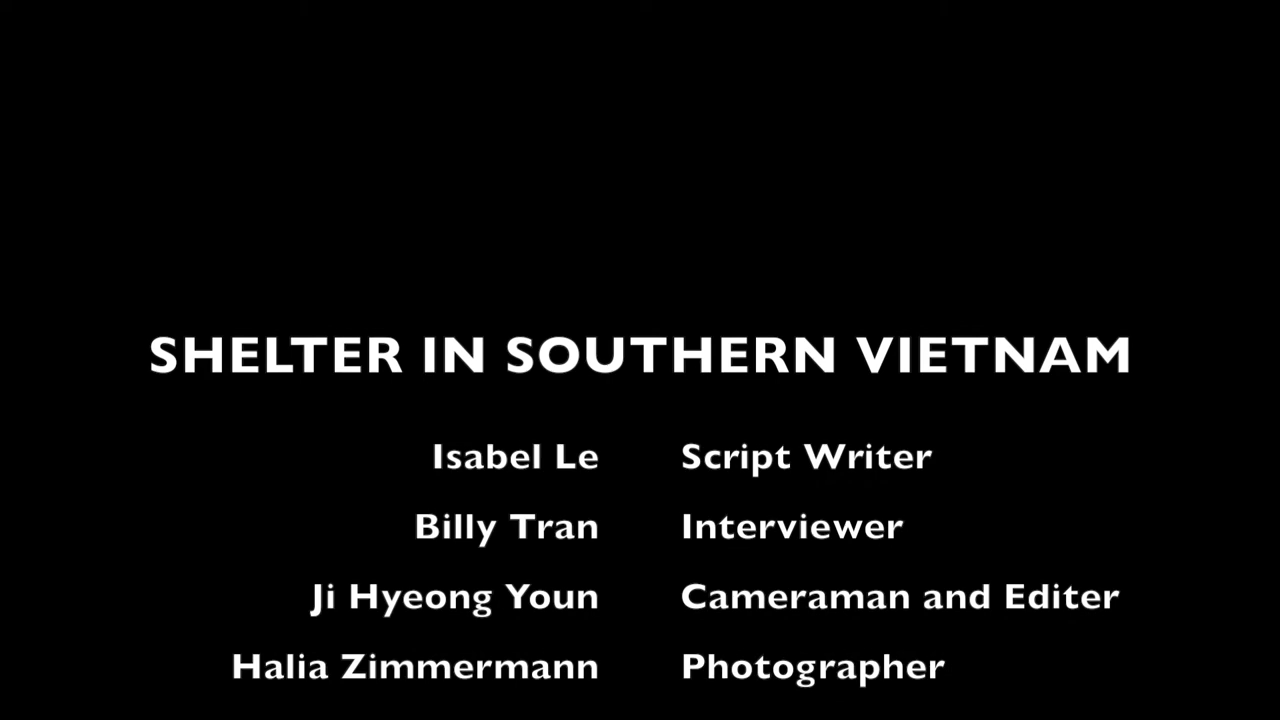 SHELTER IN SOUTHERN VIETNAM
Isabel Le Script Writer
Billy Tran Interviewer
Ji Hyeong Youn Cameraman and Editer
Halia Zimmermann Photographer